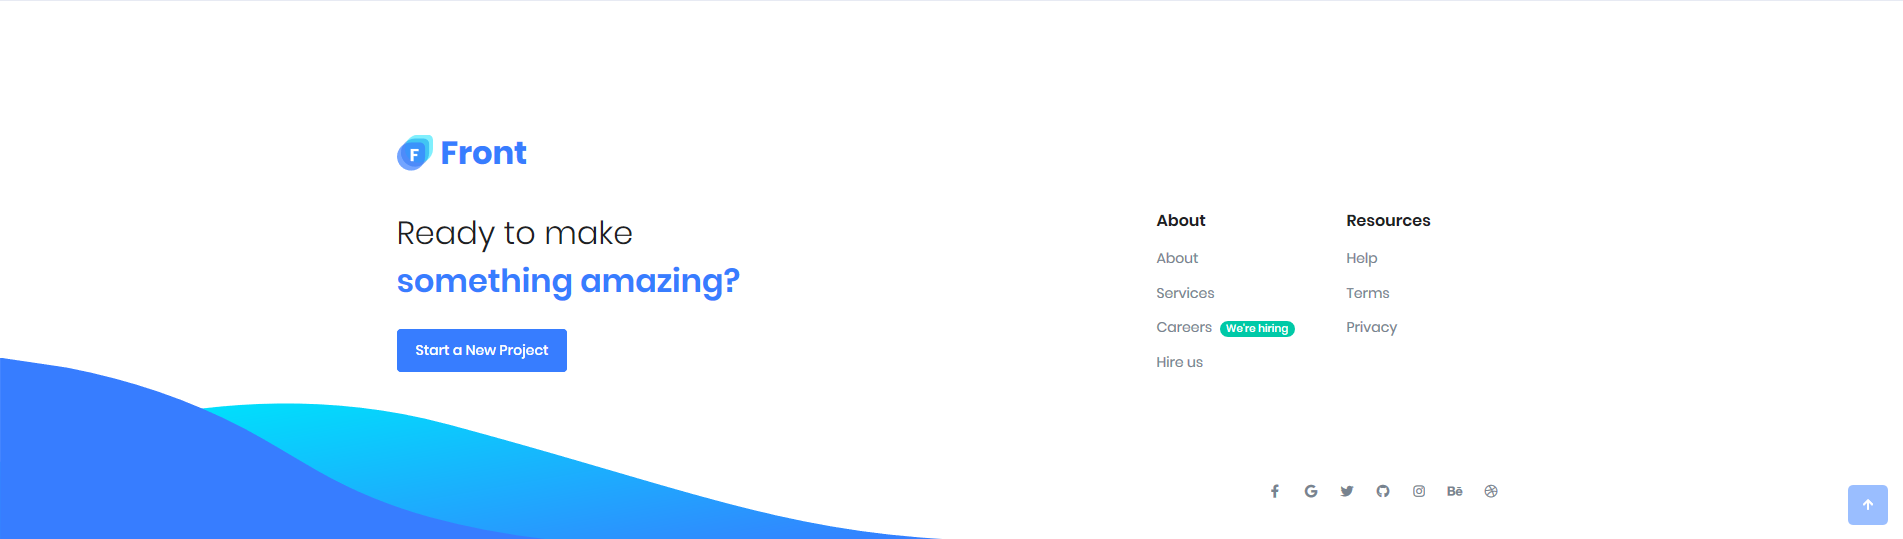 F Front
Ready to make
something amazing?
Start a New Project
About
About
Services
Careers We're hiring
Hire us
Resources
Help
Terms
Privacy
G
Bē